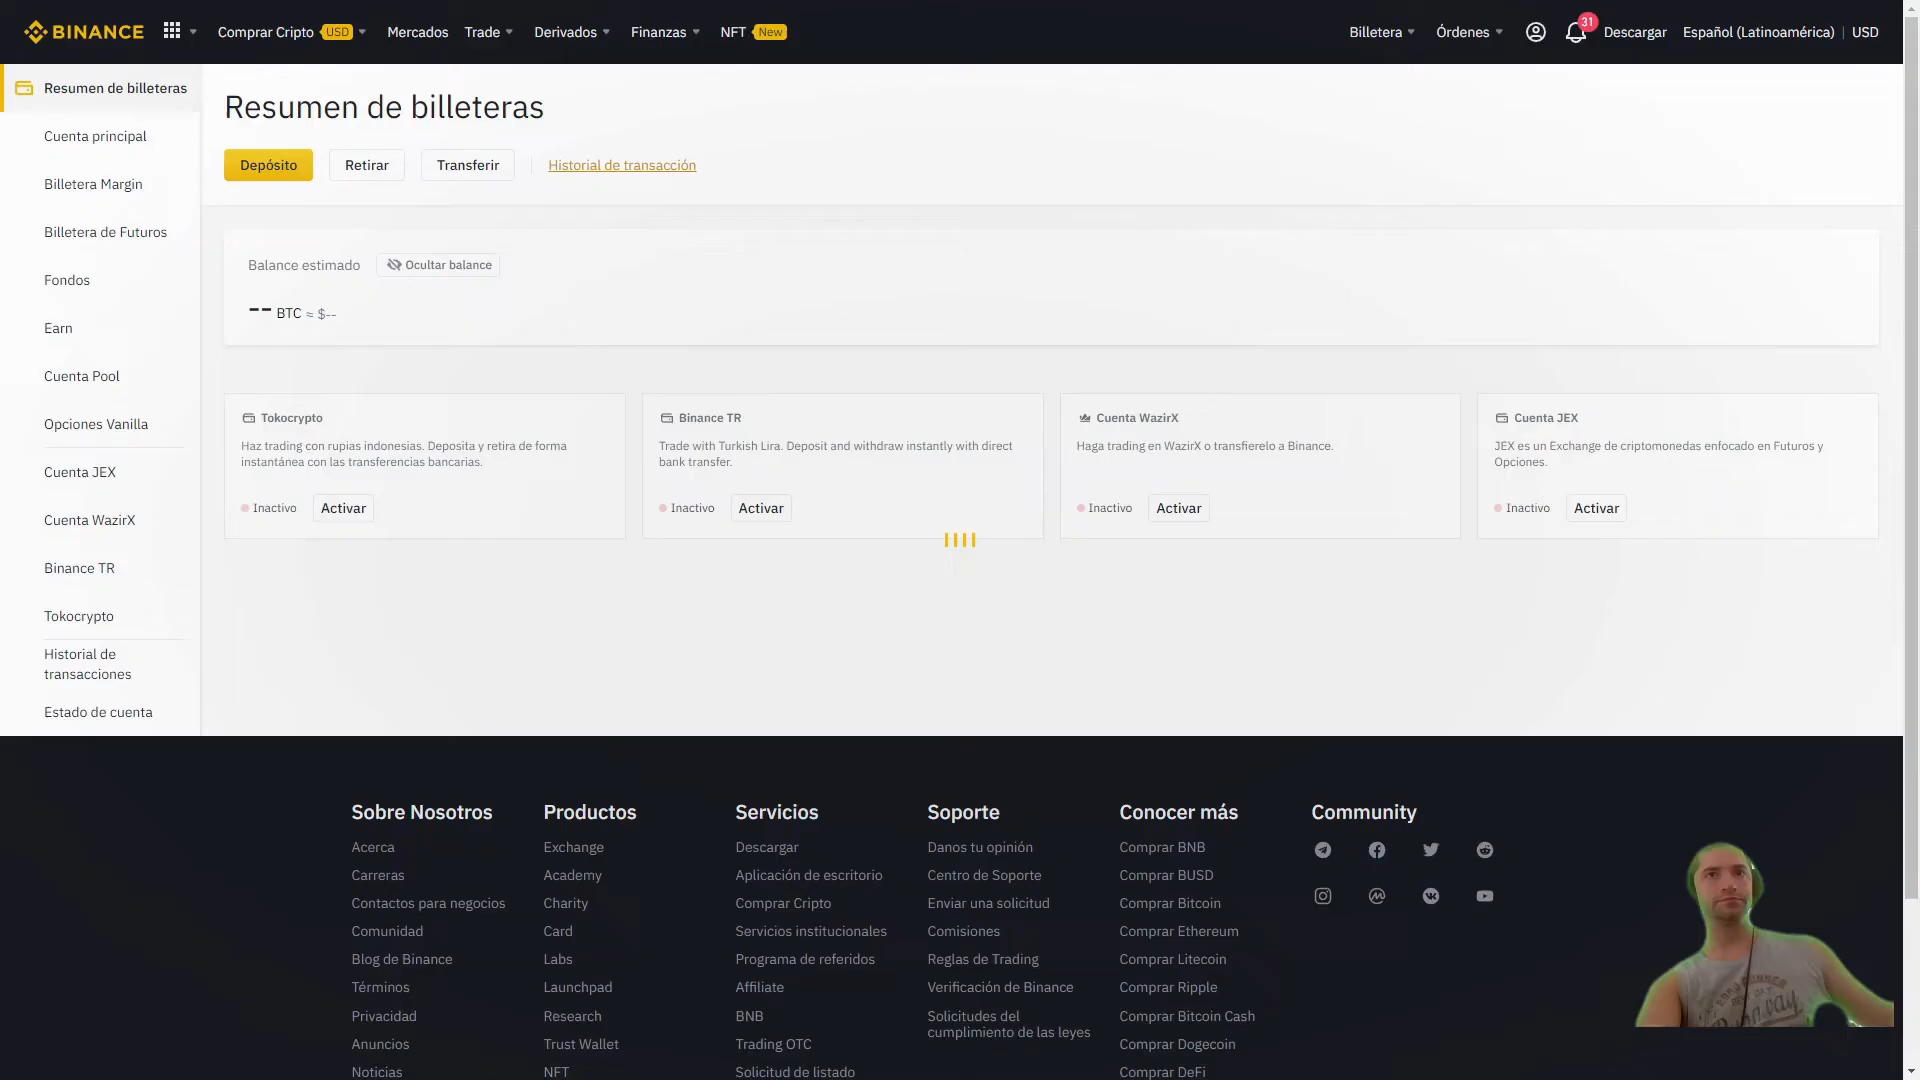 BINANCE
Comprar Cripto USD
Mercados
Trade
Derivados
Finanzas
NFT New
Billetera
Órdenes
31
Descargar
Español (Latinoamérica) | USD
Resumen de billeteras
Cuenta principal
Billetera Margin
Billetera de Futuros
Fondos
Earn
Cuenta Pool
Opciones Vanilla
Cuenta JEX
Cuenta WazirX
Binance TR
Tokocrypto
Historial de
transacciones
Estado de cuenta
Resumen de billeteras
Depósito
Retirar
Transferir
Historial de transacción
Balance estimado
Ocultar balance
-- BTC ≈ $--
Tokocrypto
Haz trading con rupias indonesias. Deposita y retira de forma
instantánea con las transferencias bancarias.
Inactivo
Activar
Binance TR
Trade with Turkish Lira. Deposit and withdraw instantly with direct
bank transfer.
Inactivo
Activar
Cuenta WazirX
Haga trading en WazirX o transfierelo a Binance.
Inactivo
Activar
Cuenta JEX
JEX es un Exchange de criptomonedas enfocado en Futuros y
Opciones.
Inactivo
Activar
Sobre Nosotros
Acerca
Carreras
Contactos para negocios
Comunidad
Blog de Binance
Términos
Privacidad
Anuncios
Noticias
Productos
Exchange
Academy
Charity
Card
Labs
Launchpad
Research
Trust Wallet
NFT
Servicios
Descargar
Aplicación de escritorio
Comprar Cripto
Servicios institucionales
Programa de referidos
Affiliate
BNB
Trading OTC
Solicitud de listado
Soporte
Danos tu opinión
Centro de Soporte
Enviar una solicitud
Comisiones
Reglas de Trading
Verificación de Binance
Solicitudes del
cumplimiento de las leyes
Conocer más
Comprar BNB
Comprar BUSD
Comprar Bitcoin
Comprar Ethereum
Comprar Litecoin
Comprar Ripple
Comprar Bitcoin Cash
Comprar Dogecoin
Comprar DeFi
Community